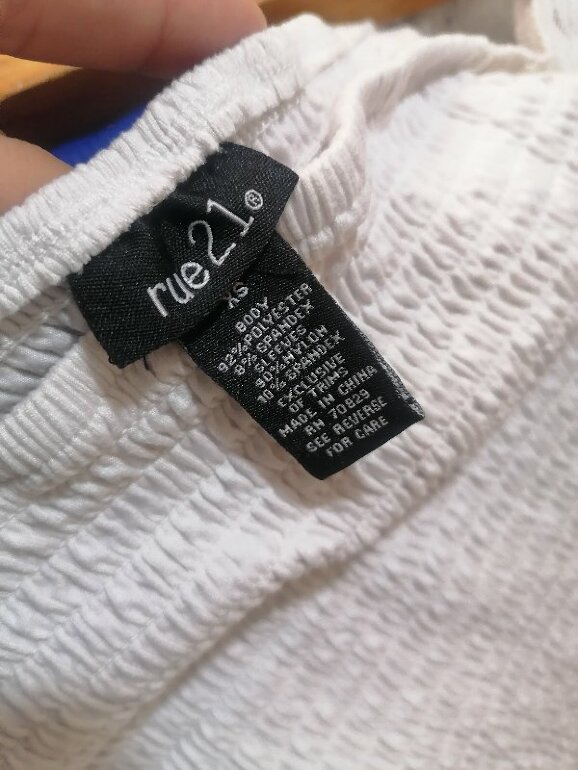 rue21®
XS
BODY
92%POLYESTER
8% SPANDEX
SLEEVES
90%NYLON
10% SPANDEX
EXCLUSIVE
OF TRIMS
MADE IN CHINA
RN 70829
SEE REVERSE
FOR CARE